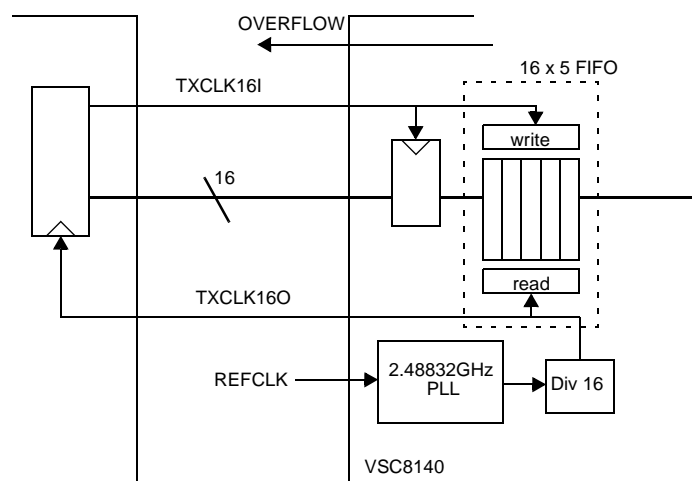 OVERFLOW
16 x 5 FIFO
TXCLK16I
write
16
read
TXCLK16O
REFCLK
2.48832GHz
PLL
Div 16
VSC8140